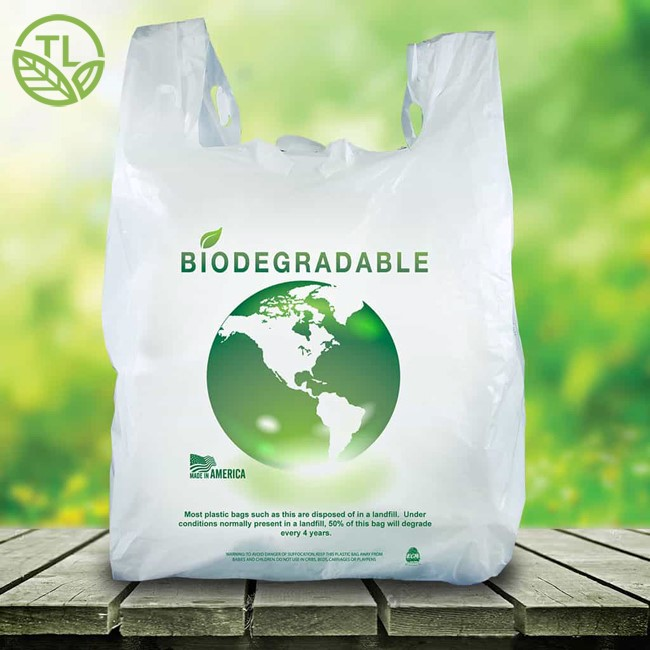 TL
BIODEGRADABLE
MADE IN AMERICA
Most plastic bags such as this are disposed of in a landfill. Under
conditions normally present in a landfill, 50% of this bag will degrade
every 4 years.
WARNING: TO AVOID DANGER OF SUFFOCATION, KEEP THIS PLASTIC BAG AWAY FROM
BABIES AND CHILDREN. DO NOT USE IN CRIBS, BEDS, CARRIAGES OR PLAYPENS.